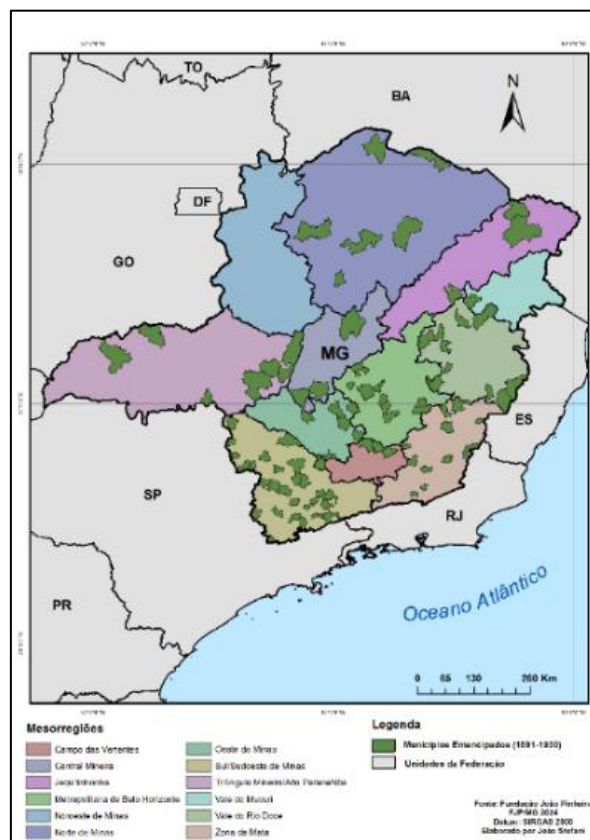 TO
BA
N
DF
GO
MG
ES
SP
RJ
PR
Oceano Atlântico
0 65 130 260 Km
Mesorregiões
Campo das Vertentes
Central Mineira
Jequitinhonha
Metropolitana de Belo Horizonte
Noroeste de Minas
Norte de Minas
Oeste de Minas
Sul/Sudoeste de Minas
Triângulo Mineiro/Alto Paranaíba
Vale do Mucuri
Vale do Rio Doce
Zona da Mata
Legenda
Municípios Emancipados (1891-1930)
Unidades da Federação
Fonte: Fundação João Pinheiro
FJP/MG 2024
Datum: SIRGAS 2000
Elaborado por João Stefani